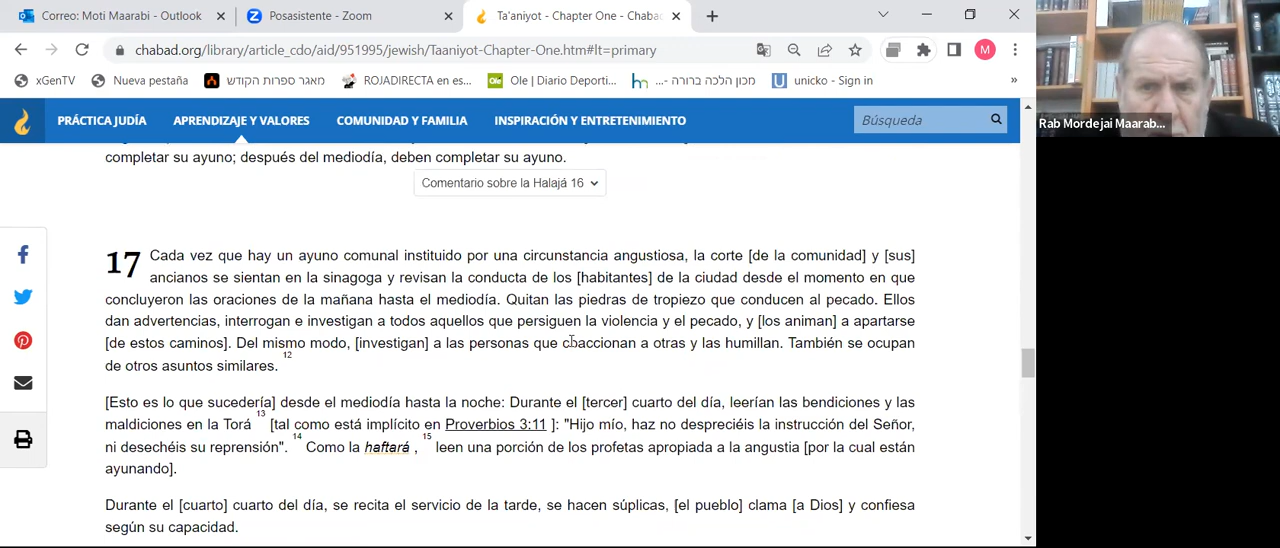 Correo: Moti Maarabi - Outlook
Posasistente - Zoom
Ta'aniyot - Chapter One - Chabad
chabad.org/library/article_cdo/aid/951995/jewish/Taaniyot-Chapter-One.htm#lt=primary
M
xGenTV
Nueva pestaña
מאגר ספרות הקודש
ROJADIRECTA en es...
Ole | Diario Deporti...
מכון הלכה ברורה -...
unicko - Sign in
»
PRÁCTICA JUDÍA
APRENDIZAJE Y VALORES
COMUNIDAD Y FAMILIA
INSPIRACIÓN Y ENTRETENIMIENTO
Búsqueda
Rab Mordejai Maarab...
completar su ayuno; después del mediodía, deben completar su ayuno.
Comentario sobre la Halajá 16
17 Cada vez que hay un ayuno comunal instituido por una circunstancia angustiosa, la corte [de la comunidad] y [sus]
ancianos se sientan en la sinagoga y revisan la conducta de los [habitantes] de la ciudad desde el momento en que
concluyeron las oraciones de la mañana hasta el mediodía. Quitan las piedras de tropiezo que conducen al pecado. Ellos
dan advertencias, interrogan e investigan a todos aquellos que persiguen la violencia y el pecado, y [los animan] a apartarse
[de estos caminos]. Del mismo modo, [investigan] a las personas que coaccionan a otras y las humillan. También se ocupan
de otros asuntos similares. 12
[Esto es lo que sucedería] desde el mediodía hasta la noche: Durante el [tercer] cuarto del día, leerían las bendiciones y las
maldiciones en la Torá 13 [tal como está implícito en Proverbios 3:11 ]: "Hijo mío, haz no despreciéis la instrucción del Señor,
ni desechéis su reprensión". 14 Como la haftará , 15 leen una porción de los profetas apropiada a la angustia [por la cual están
ayunando].
Durante el [cuarto] cuarto del día, se recita el servicio de la tarde, se hacen súplicas, [el pueblo] clama [a Dios] y confiesa
según su capacidad.